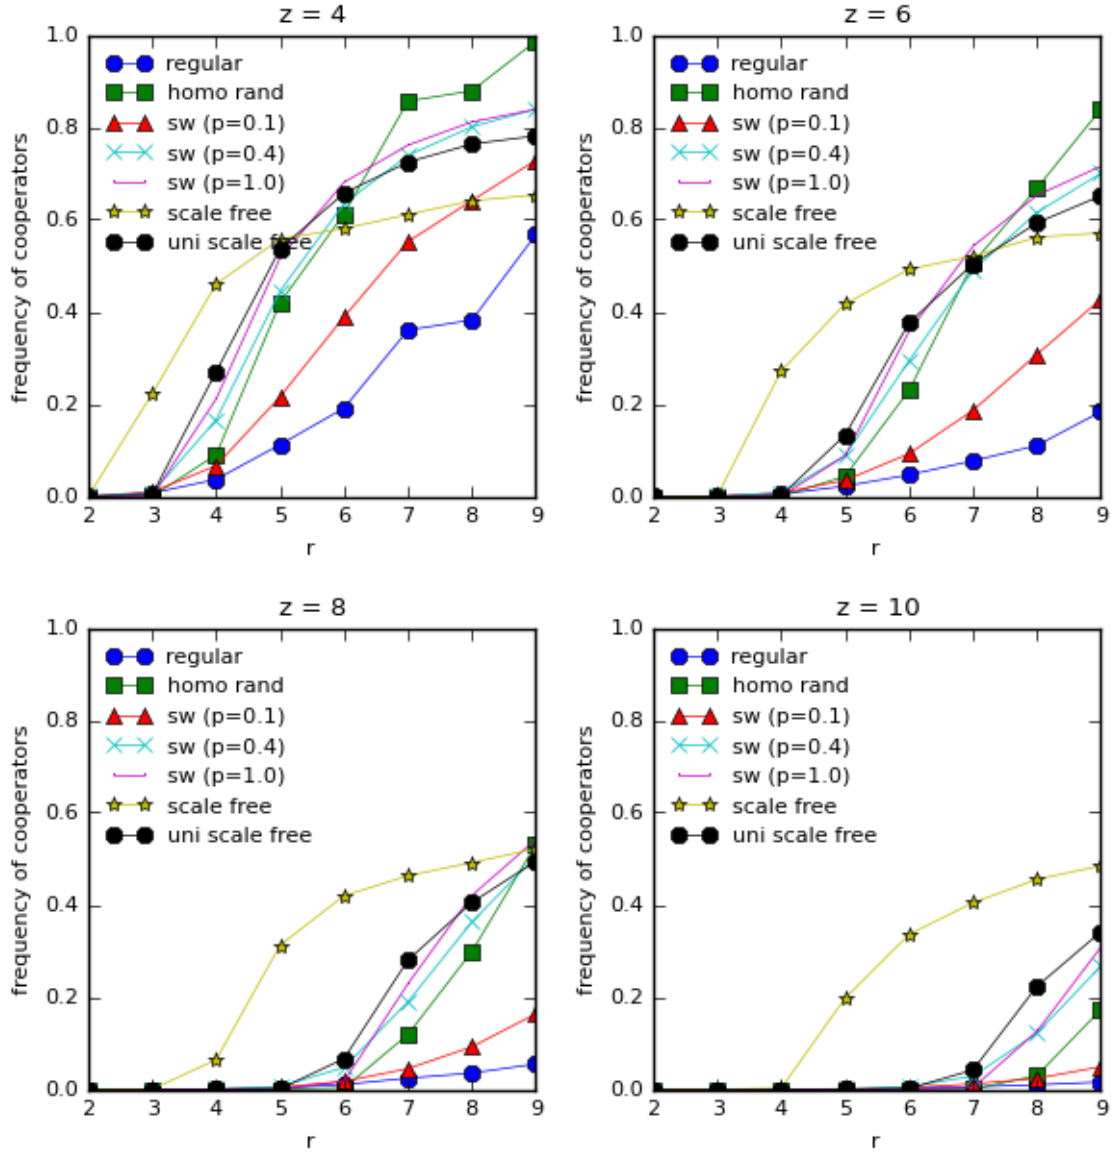 z = 4
1.0
0.8
0.6
0.4
0.2
0.0
frequency of cooperators
regular
homo rand
sw (p=0.1)
sw (p=0.4)
sw (p=1.0)
scale free
uni scale free
2 3 4 5 6 7 8 9
r
z = 6
1.0
0.8
0.6
0.4
0.2
0.0
frequency of cooperators
regular
homo rand
sw (p=0.1)
sw (p=0.4)
sw (p=1.0)
scale free
uni scale free
2 3 4 5 6 7 8 9
r
z = 8
1.0
0.8
0.6
0.4
0.2
0.0
frequency of cooperators
regular
homo rand
sw (p=0.1)
sw (p=0.4)
sw (p=1.0)
scale free
uni scale free
2 3 4 5 6 7 8 9
r
z = 10
1.0
0.8
0.6
0.4
0.2
0.0
frequency of cooperators
regular
homo rand
sw (p=0.1)
sw (p=0.4)
sw (p=1.0)
scale free
uni scale free
2 3 4 5 6 7 8 9
r